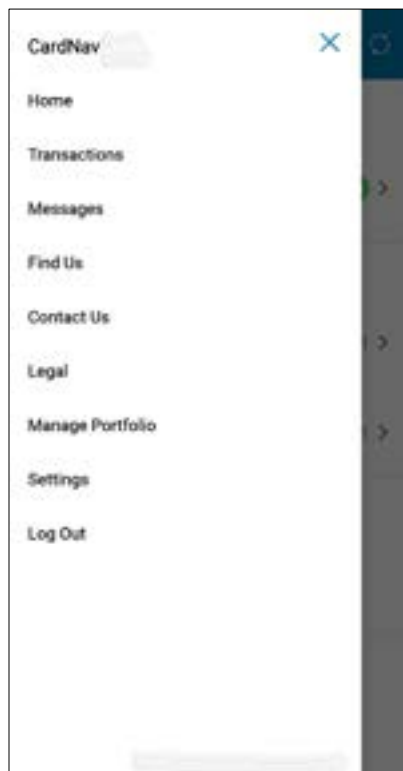 CardNav
Home
Transactions
Messages
Find Us
Contact Us
Legal
Manage Portfolio
Settings
Log Out